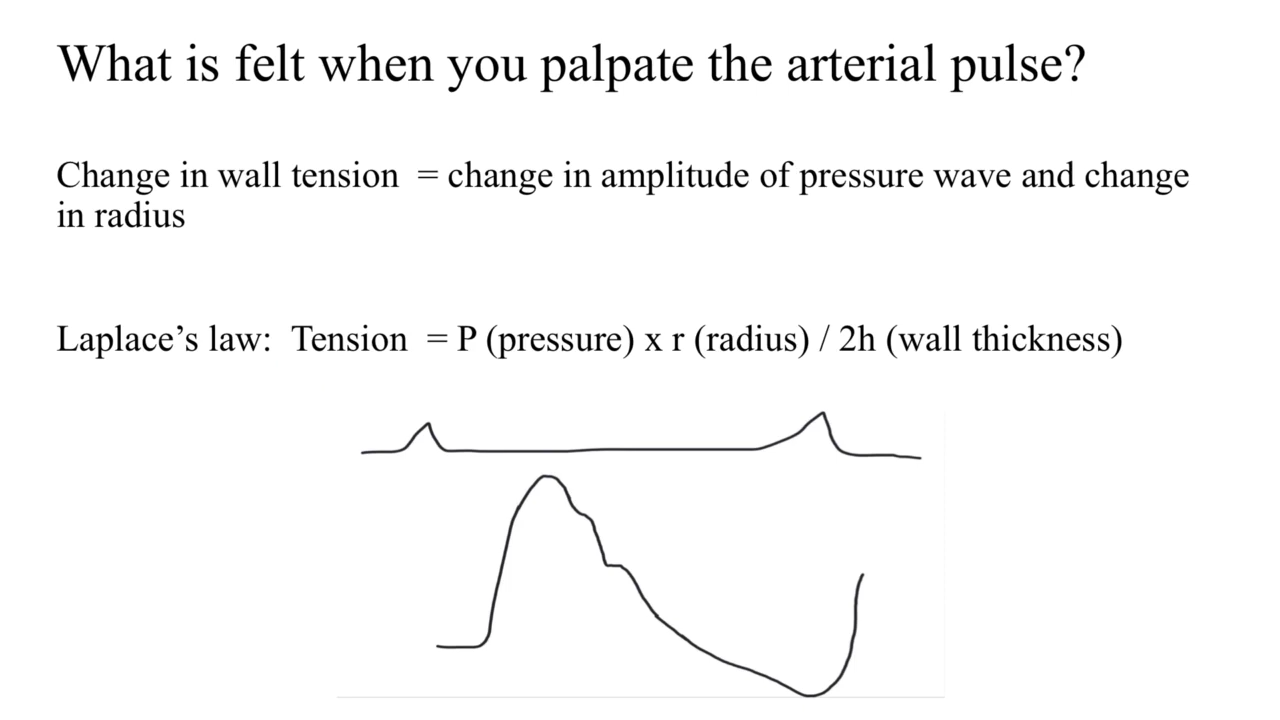 What is felt when you palpate the arterial pulse?
Change in wall tension = change in amplitude of pressure wave and change
in radius
Laplace’s law: Tension = P (pressure) x r (radius) / 2h (wall thickness)